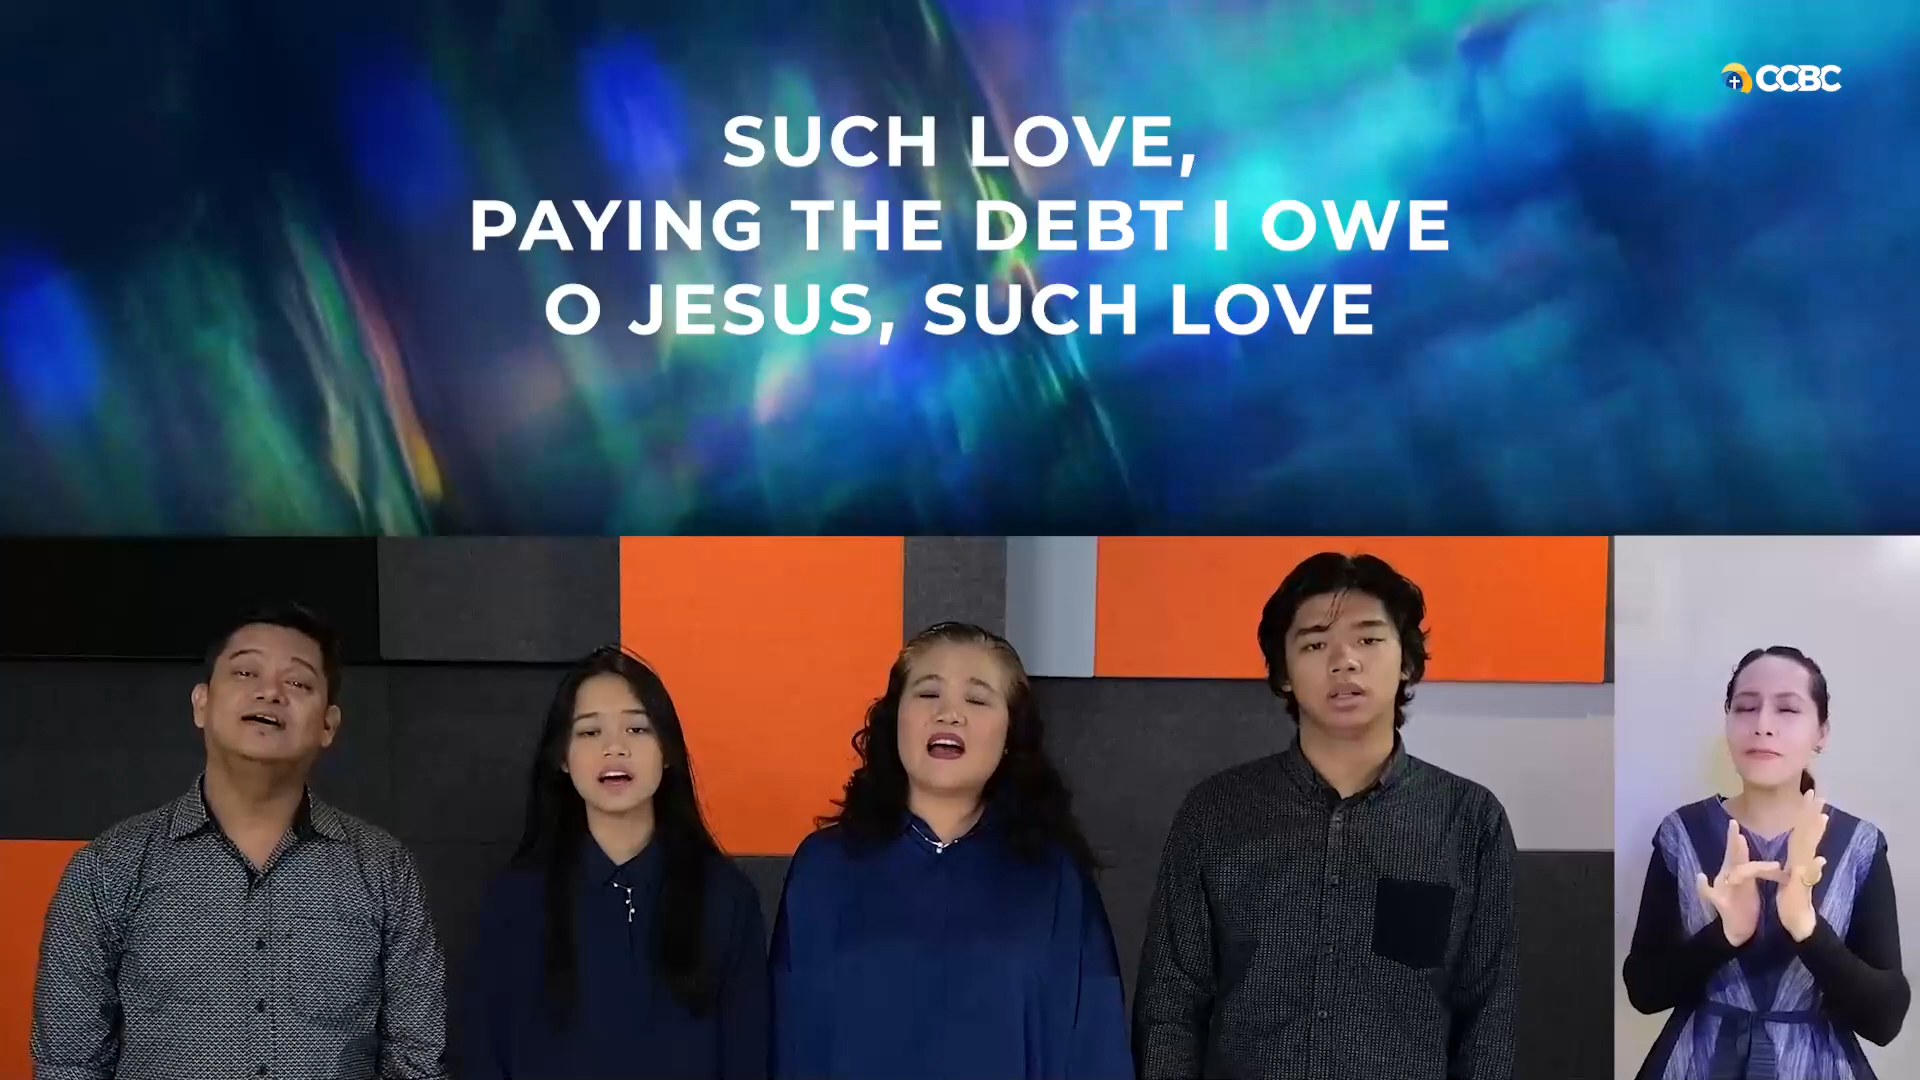 CCBC
SUCH LOVE,
PAYING THE DEBT I OWE
O JESUS, SUCH LOVE